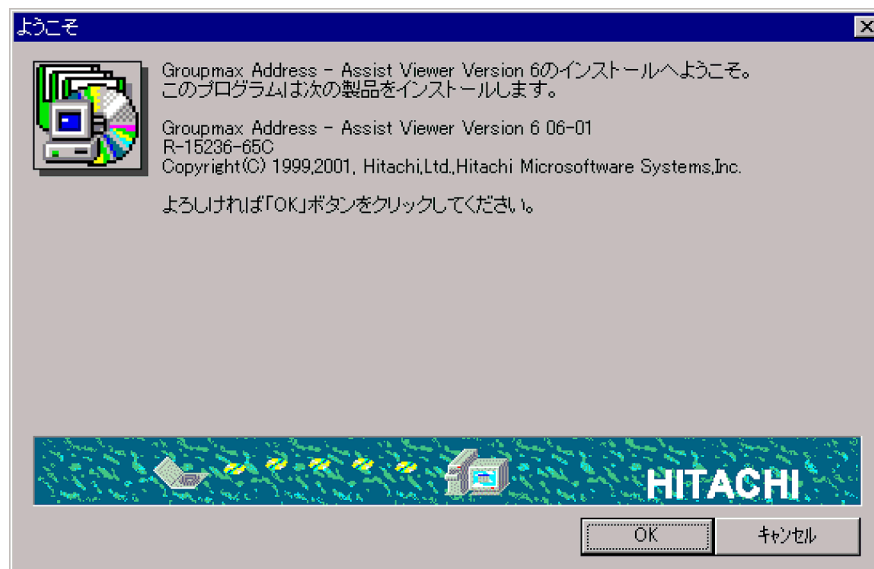 ようこそ
Groupmax Address - Assist Viewer Version 6のインストールへようこそ。
このプログラムは次の製品をインストールします。
Groupmax Address - Assist Viewer Version 6 06-01
R-15236-65C
Copyright(C) 1999,2001, Hitachi,Ltd.,Hitachi Microsoftware Systems,Inc.
よろしければ「OK」ボタンをクリックしてください。
HITACHI
OK
キャンセル